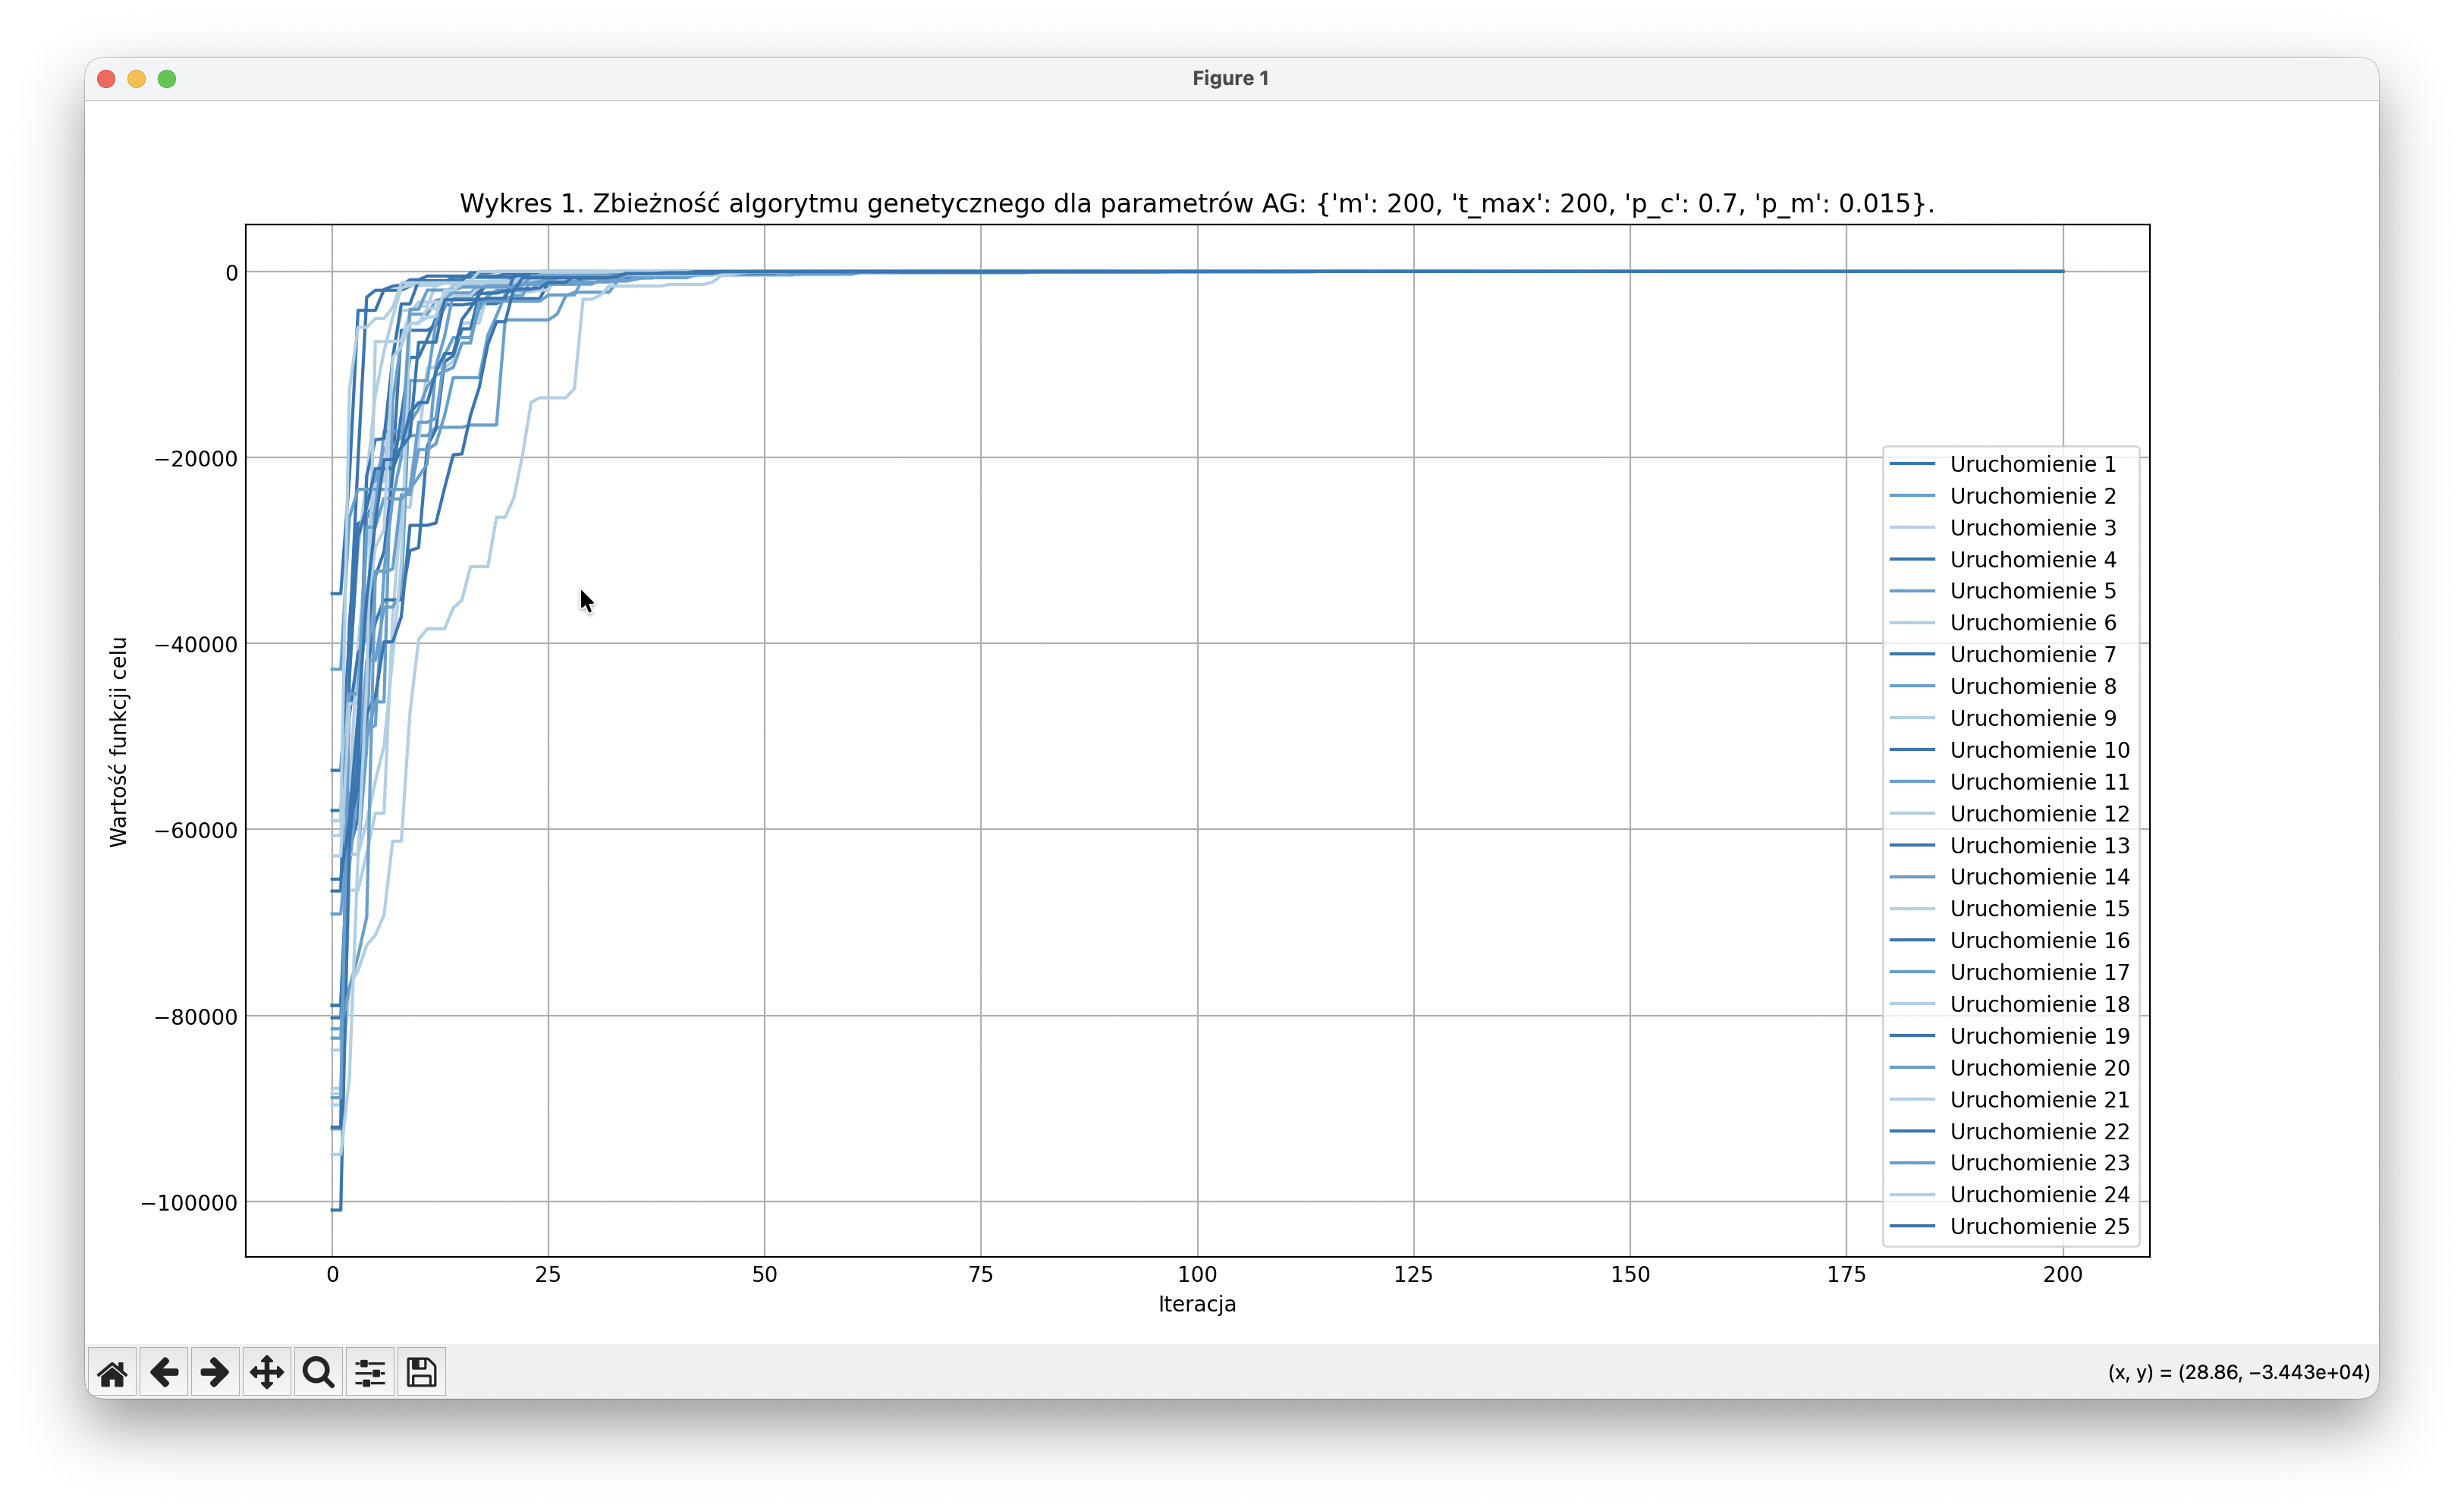 Figure 1
Wykres 1. Zbieżność algorytmu genetycznego dla parametrów AG: {'m': 200, 't_max': 200, 'p_c': 0.7, 'p_m': 0.015}.
Wartość funkcji celu
0
−20000
−40000
−60000
−80000
−100000
Uruchomienie 1
Uruchomienie 2
Uruchomienie 3
Uruchomienie 4
Uruchomienie 5
Uruchomienie 6
Uruchomienie 7
Uruchomienie 8
Uruchomienie 9
Uruchomienie 10
Uruchomienie 11
Uruchomienie 12
Uruchomienie 13
Uruchomienie 14
Uruchomienie 15
Uruchomienie 16
Uruchomienie 17
Uruchomienie 18
Uruchomienie 19
Uruchomienie 20
Uruchomienie 21
Uruchomienie 22
Uruchomienie 23
Uruchomienie 24
Uruchomienie 25
0 25 50 75 100 125 150 175 200
Iteracja
(x, y) = (28.86, −3.443e+04)